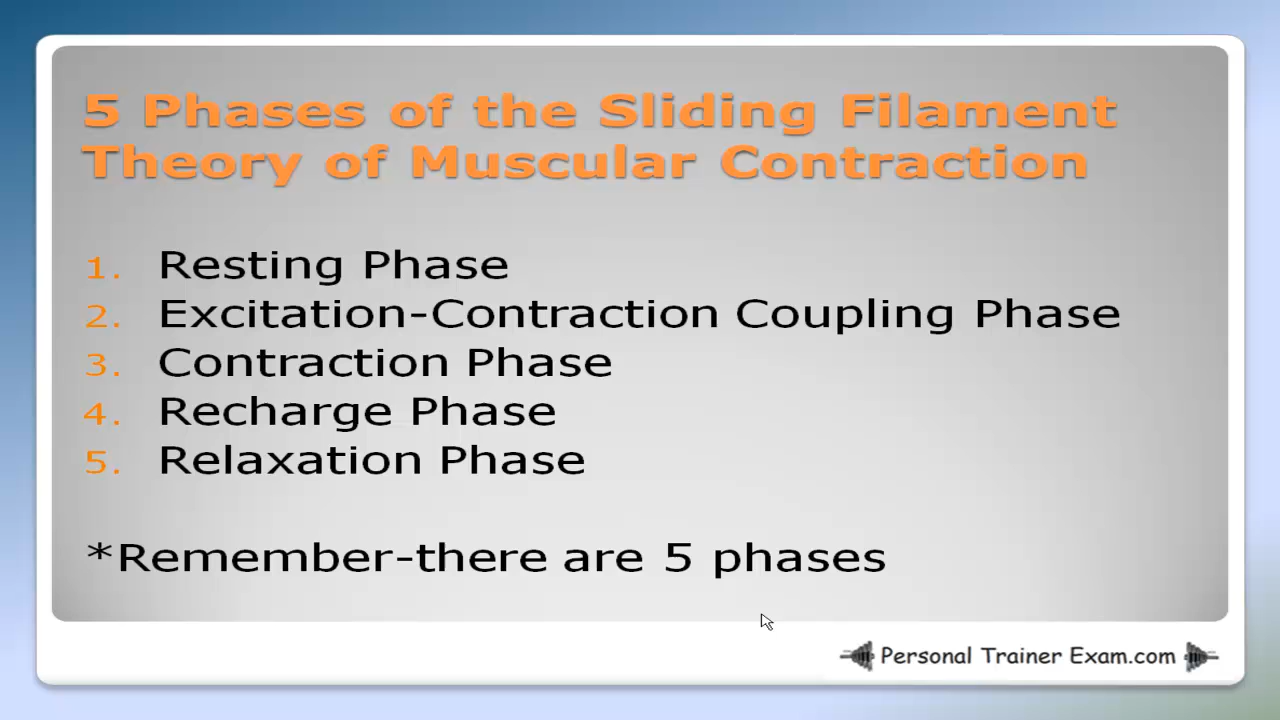 5 Phases of the Sliding Filament
Theory of Muscular Contraction
1. Resting Phase
2. Excitation-Contraction Coupling Phase
3. Contraction Phase
4. Recharge Phase
5. Relaxation Phase
*Remember-there are 5 phases
Personal Trainer Exam.com